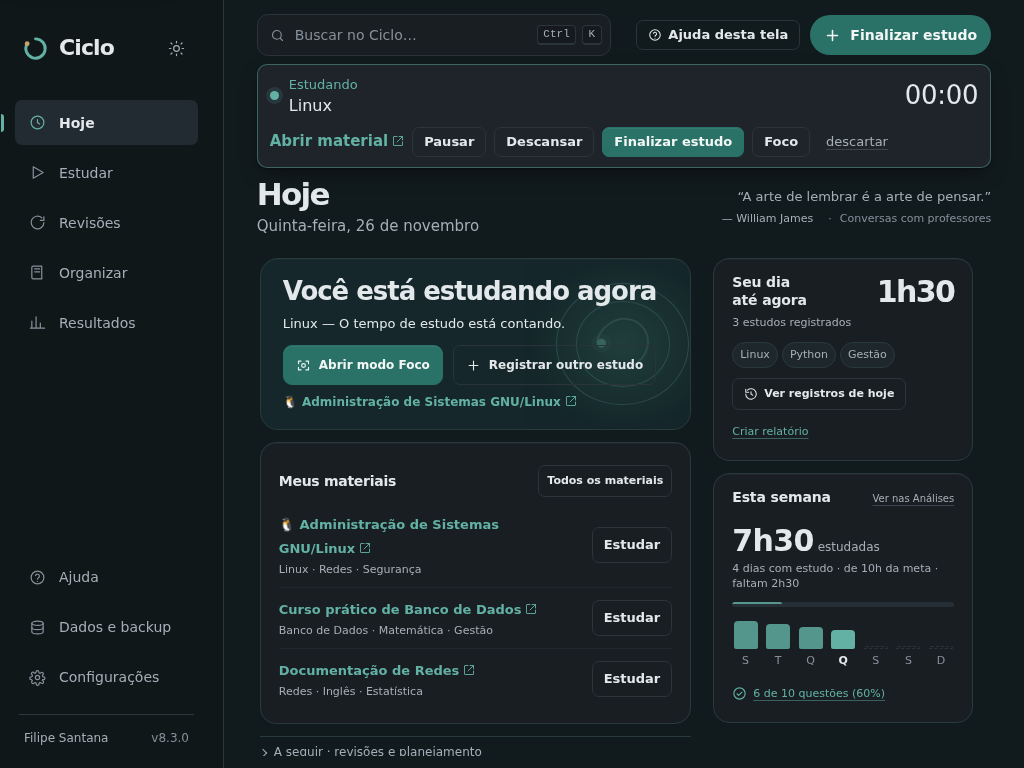 Ciclo
Hoje
Estudar
Revisões
Organizar
Resultados
Ajuda
Dados e backup
Configurações
Filipe Santana
v8.3.0
Buscar no Ciclo…
Ctrl K
Ajuda desta tela
Finalizar estudo
Estudando
Linux
00:00
Abrir material
Pausar
Descansar
Finalizar estudo
Foco
descartar
Hoje
Quinta-feira, 26 de novembro
“A arte de lembrar é a arte de pensar.”
— William James · Conversas com professores
Você está estudando agora
Linux — O tempo de estudo está contando.
Abrir modo Foco
Registrar outro estudo
Administração de Sistemas GNU/Linux
Meus materiais
Todos os materiais
Administração de Sistemas
GNU/Linux
Linux · Redes · Segurança
Estudar
Curso prático de Banco de Dados
Banco de Dados · Matemática · Gestão
Estudar
Documentação de Redes
Redes · Inglês · Estatística
Estudar
A seguir · revisões e planejamento
Seu dia
até agora
1h30
3 estudos registrados
Linux
Python
Gestão
Ver registros de hoje
Criar relatório
Esta semana
Ver nas Análises
7h30 estudadas
4 dias com estudo · de 10h da meta ·
faltam 2h30
S T Q Q S S D
6 de 10 questões (60%)